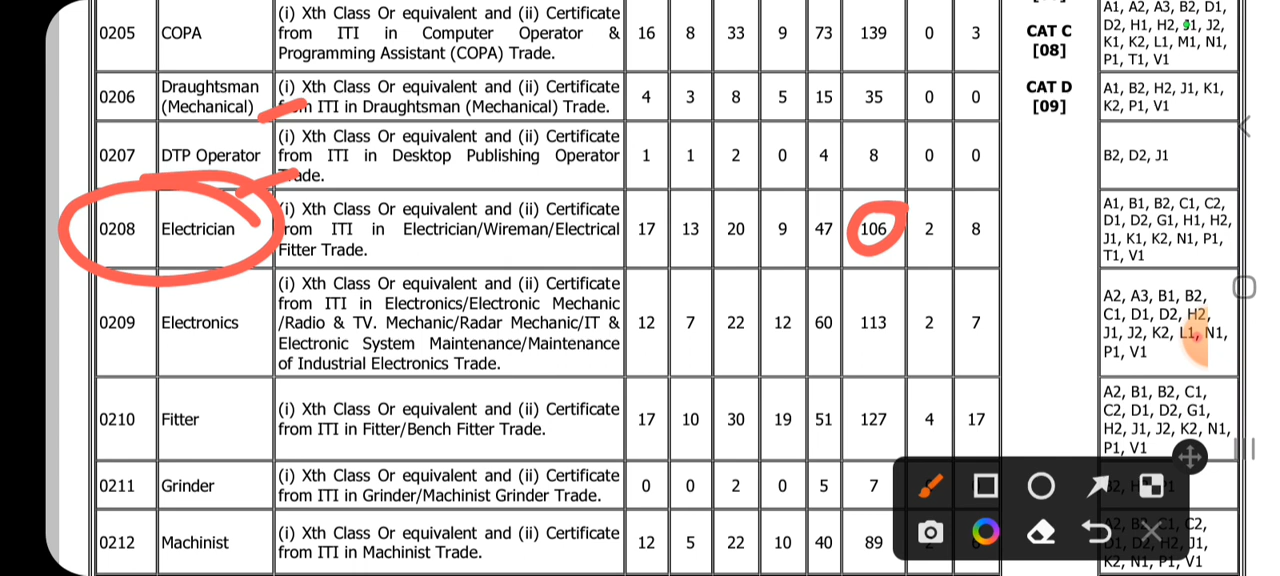 0205 COPA (i) Xth Class Or equivalent and (ii) Certificate from ITI in Computer Operator & Programming Assistant (COPA) Trade. 16 8 33 9 73 139 0 3
CAT C
[08]
A1, A2, A3, B2, D1,
D2, H1, H2, J1, J2,
K1, K2, L1, M1, N1,
P1, T1, V1
0206 Draughtsman (Mechanical) (i) Xth Class Or equivalent and (ii) Certificate from ITI in Draughtsman (Mechanical) Trade. 4 3 8 5 15 35 0 0
CAT D
[09]
A1, B2, H2, J1, K1,
K2, P1, V1
0207 DTP Operator (i) Xth Class Or equivalent and (ii) Certificate from ITI in Desktop Publishing Operator Trade. 1 1 2 0 4 8 0 0
B2, D2, J1
0208 Electrician (i) Xth Class Or equivalent and (ii) Certificate from ITI in Electrician/Wireman/Electrical Fitter Trade. 17 13 20 9 47 106 2 8
A1, B1, B2, C1, C2,
D1, D2, G1, H1, H2,
J1, K1, K2, N1, P1,
T1, V1
0209 Electronics (i) Xth Class Or equivalent and (ii) Certificate from ITI in Electronics/Electronic Mechanic /Radio & TV. Mechanic/Radar Mechanic/IT & Electronic System Maintenance/Maintenance of Industrial Electronics Trade. 12 7 22 12 60 113 2 7
A2, A3, B1, B2,
C1, D1, D2, H2,
J1, J2, K2, L1, N1,
P1, V1
0210 Fitter (i) Xth Class Or equivalent and (ii) Certificate from ITI in Fitter/Bench Fitter Trade. 17 10 30 19 51 127 4 17
A2, B1, B2, C1,
C2, D1, D2, G1,
H2, J1, J2, K2, N1,
P1, V1
0211 Grinder (i) Xth Class Or equivalent and (ii) Certificate from ITI in Grinder/Machinist Grinder Trade. 0 0 2 0 5 7
0212 Machinist (i) Xth Class Or equivalent and (ii) Certificate from ITI in Machinist Trade. 12 5 22 10 40 89
C2,
D1, D2, H2, J1,
K2, N1, P1, V1